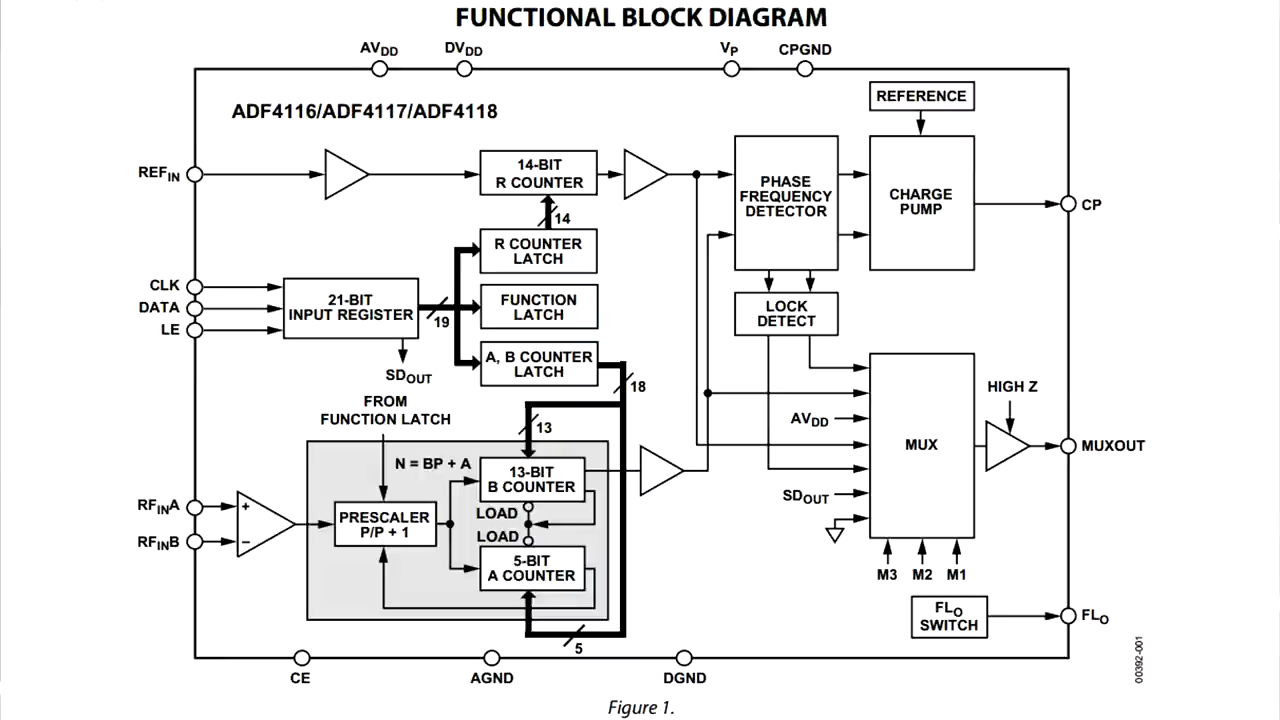 FUNCTIONAL BLOCK DIAGRAM
AVDD
DVDD
VP
CPGND
ADF4116/ADF4117/ADF4118
REFERENCE
REFIN
14-BIT
R COUNTER
PHASE
FREQUENCY
DETECTOR
CHARGE
PUMP
CP
14
R COUNTER
LATCH
CLK
DATA
LE
21-BIT
INPUT REGISTER
19
FUNCTION
LATCH
LOCK
DETECT
SDOUT
A, B COUNTER
LATCH
18
FROM
FUNCTION LATCH
13
HIGH Z
AVDD
MUX
MUXOUT
N = BP + A
13-BIT
B COUNTER
SDOUT
RFINA
RFINB
+
−
PRESCALER
P/P + 1
LOAD
LOAD
5-BIT
A COUNTER
M3
M2
M1
FLO
SWITCH
FLO
5
CE
AGND
DGND
00392-001
Figure 1.